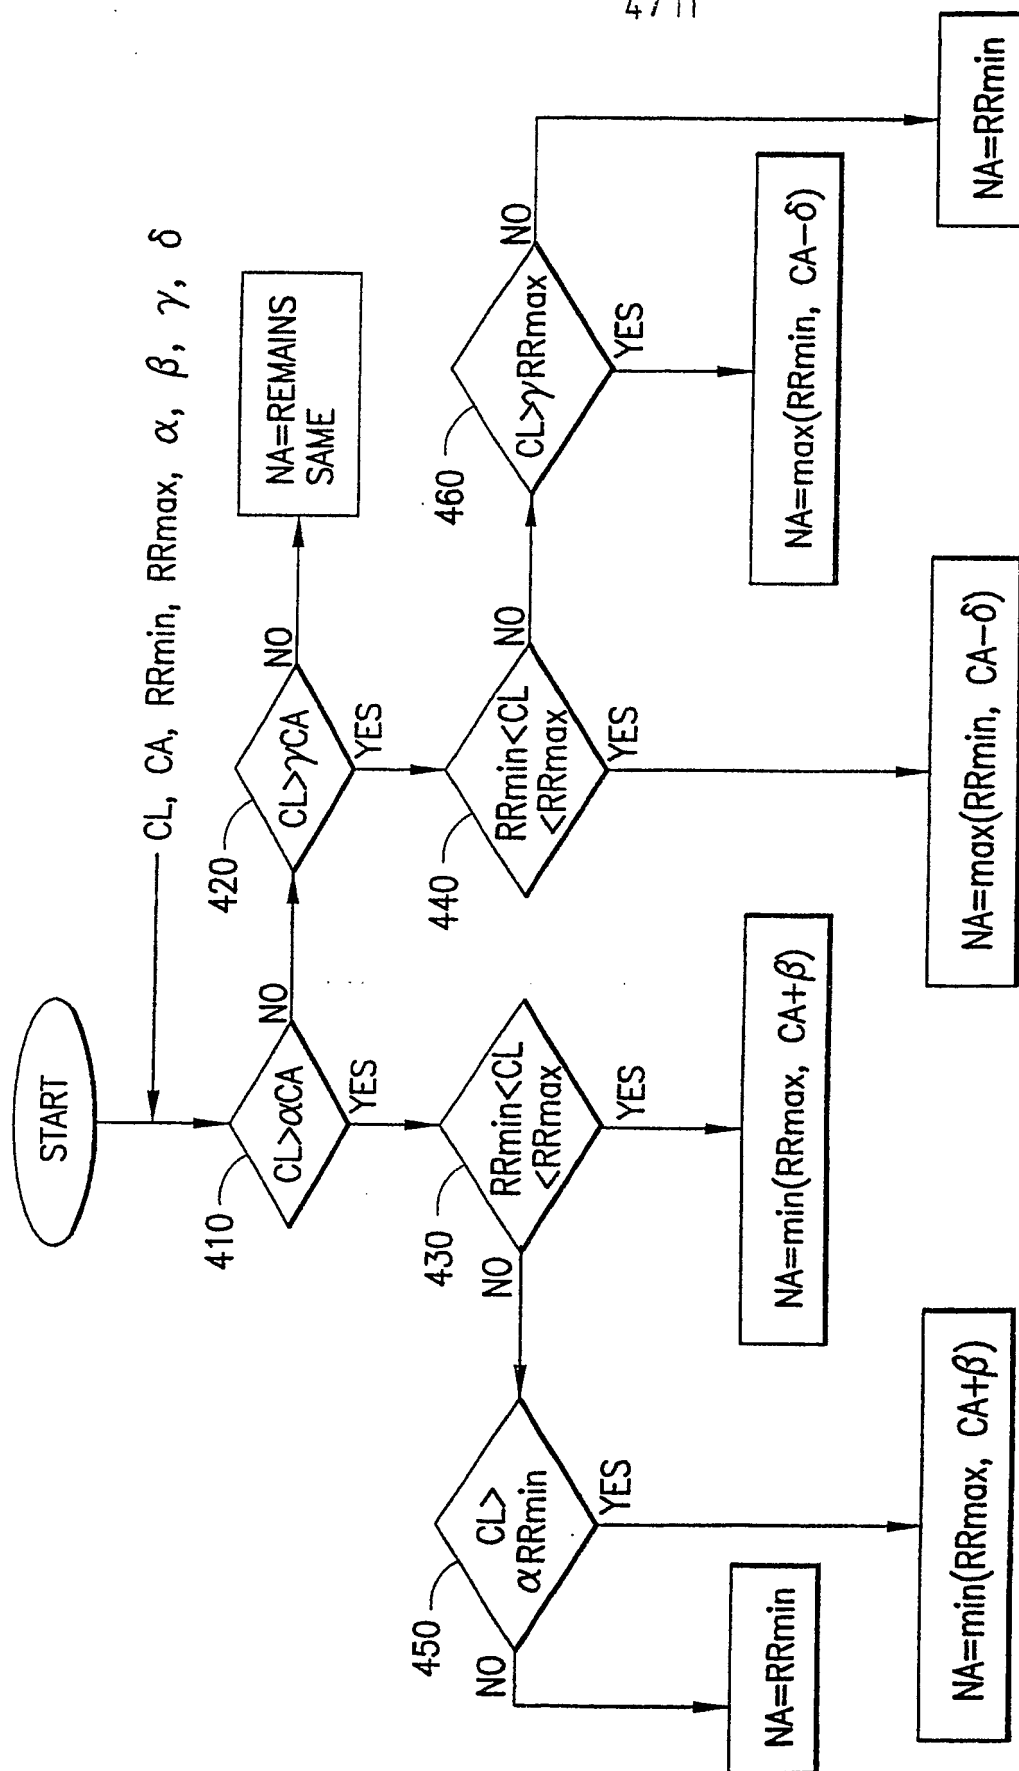 4/11
START
CL, CA, RRmin, RRmax, α, β, γ, δ
410
CL>αCA
NO
YES
420
CL>γCA
NO
YES
NA=REMAINS
SAME
430
RRmin<CL
<RRmax
NO
YES
440
RRmin<CL
<RRmax
NO
YES
450
CL>
αRRmin
NO
YES
460
CL>γRRmax
NO
YES
NA=RRmin
NA=min(RRmax, CA+β)
NA=min(RRmax, CA+β)
NA=max(RRmin, CA−δ)
NA=max(RRmin, CA−δ)
NA=RRmin